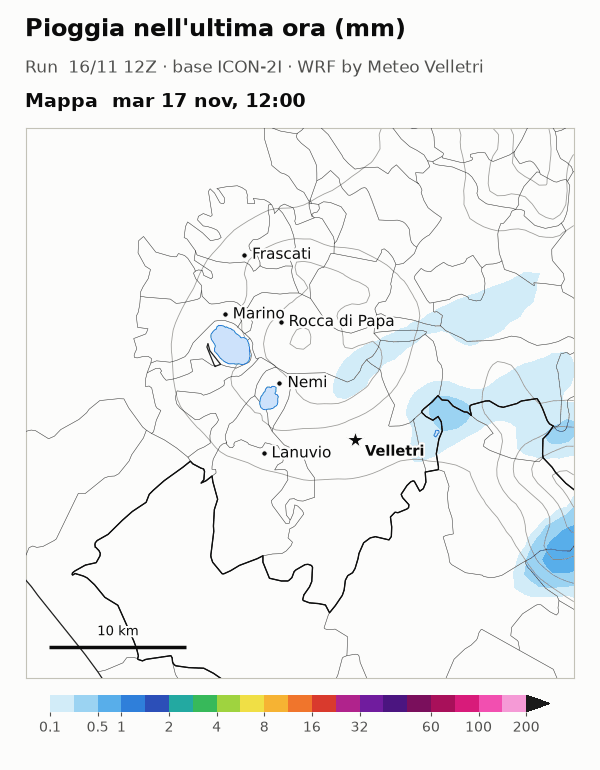 Pioggia nell'ultima ora (mm)
Run  16/11 12Z · base ICON-2I · WRF by Meteo Velletri
Mappa  mar 17 nov, 12:00
Frascati
Marino
Rocca di Papa
Nemi
Velletri
Lanuvio
10 km
0.1 0.5 1 2 4 8 16 32 60 100 200